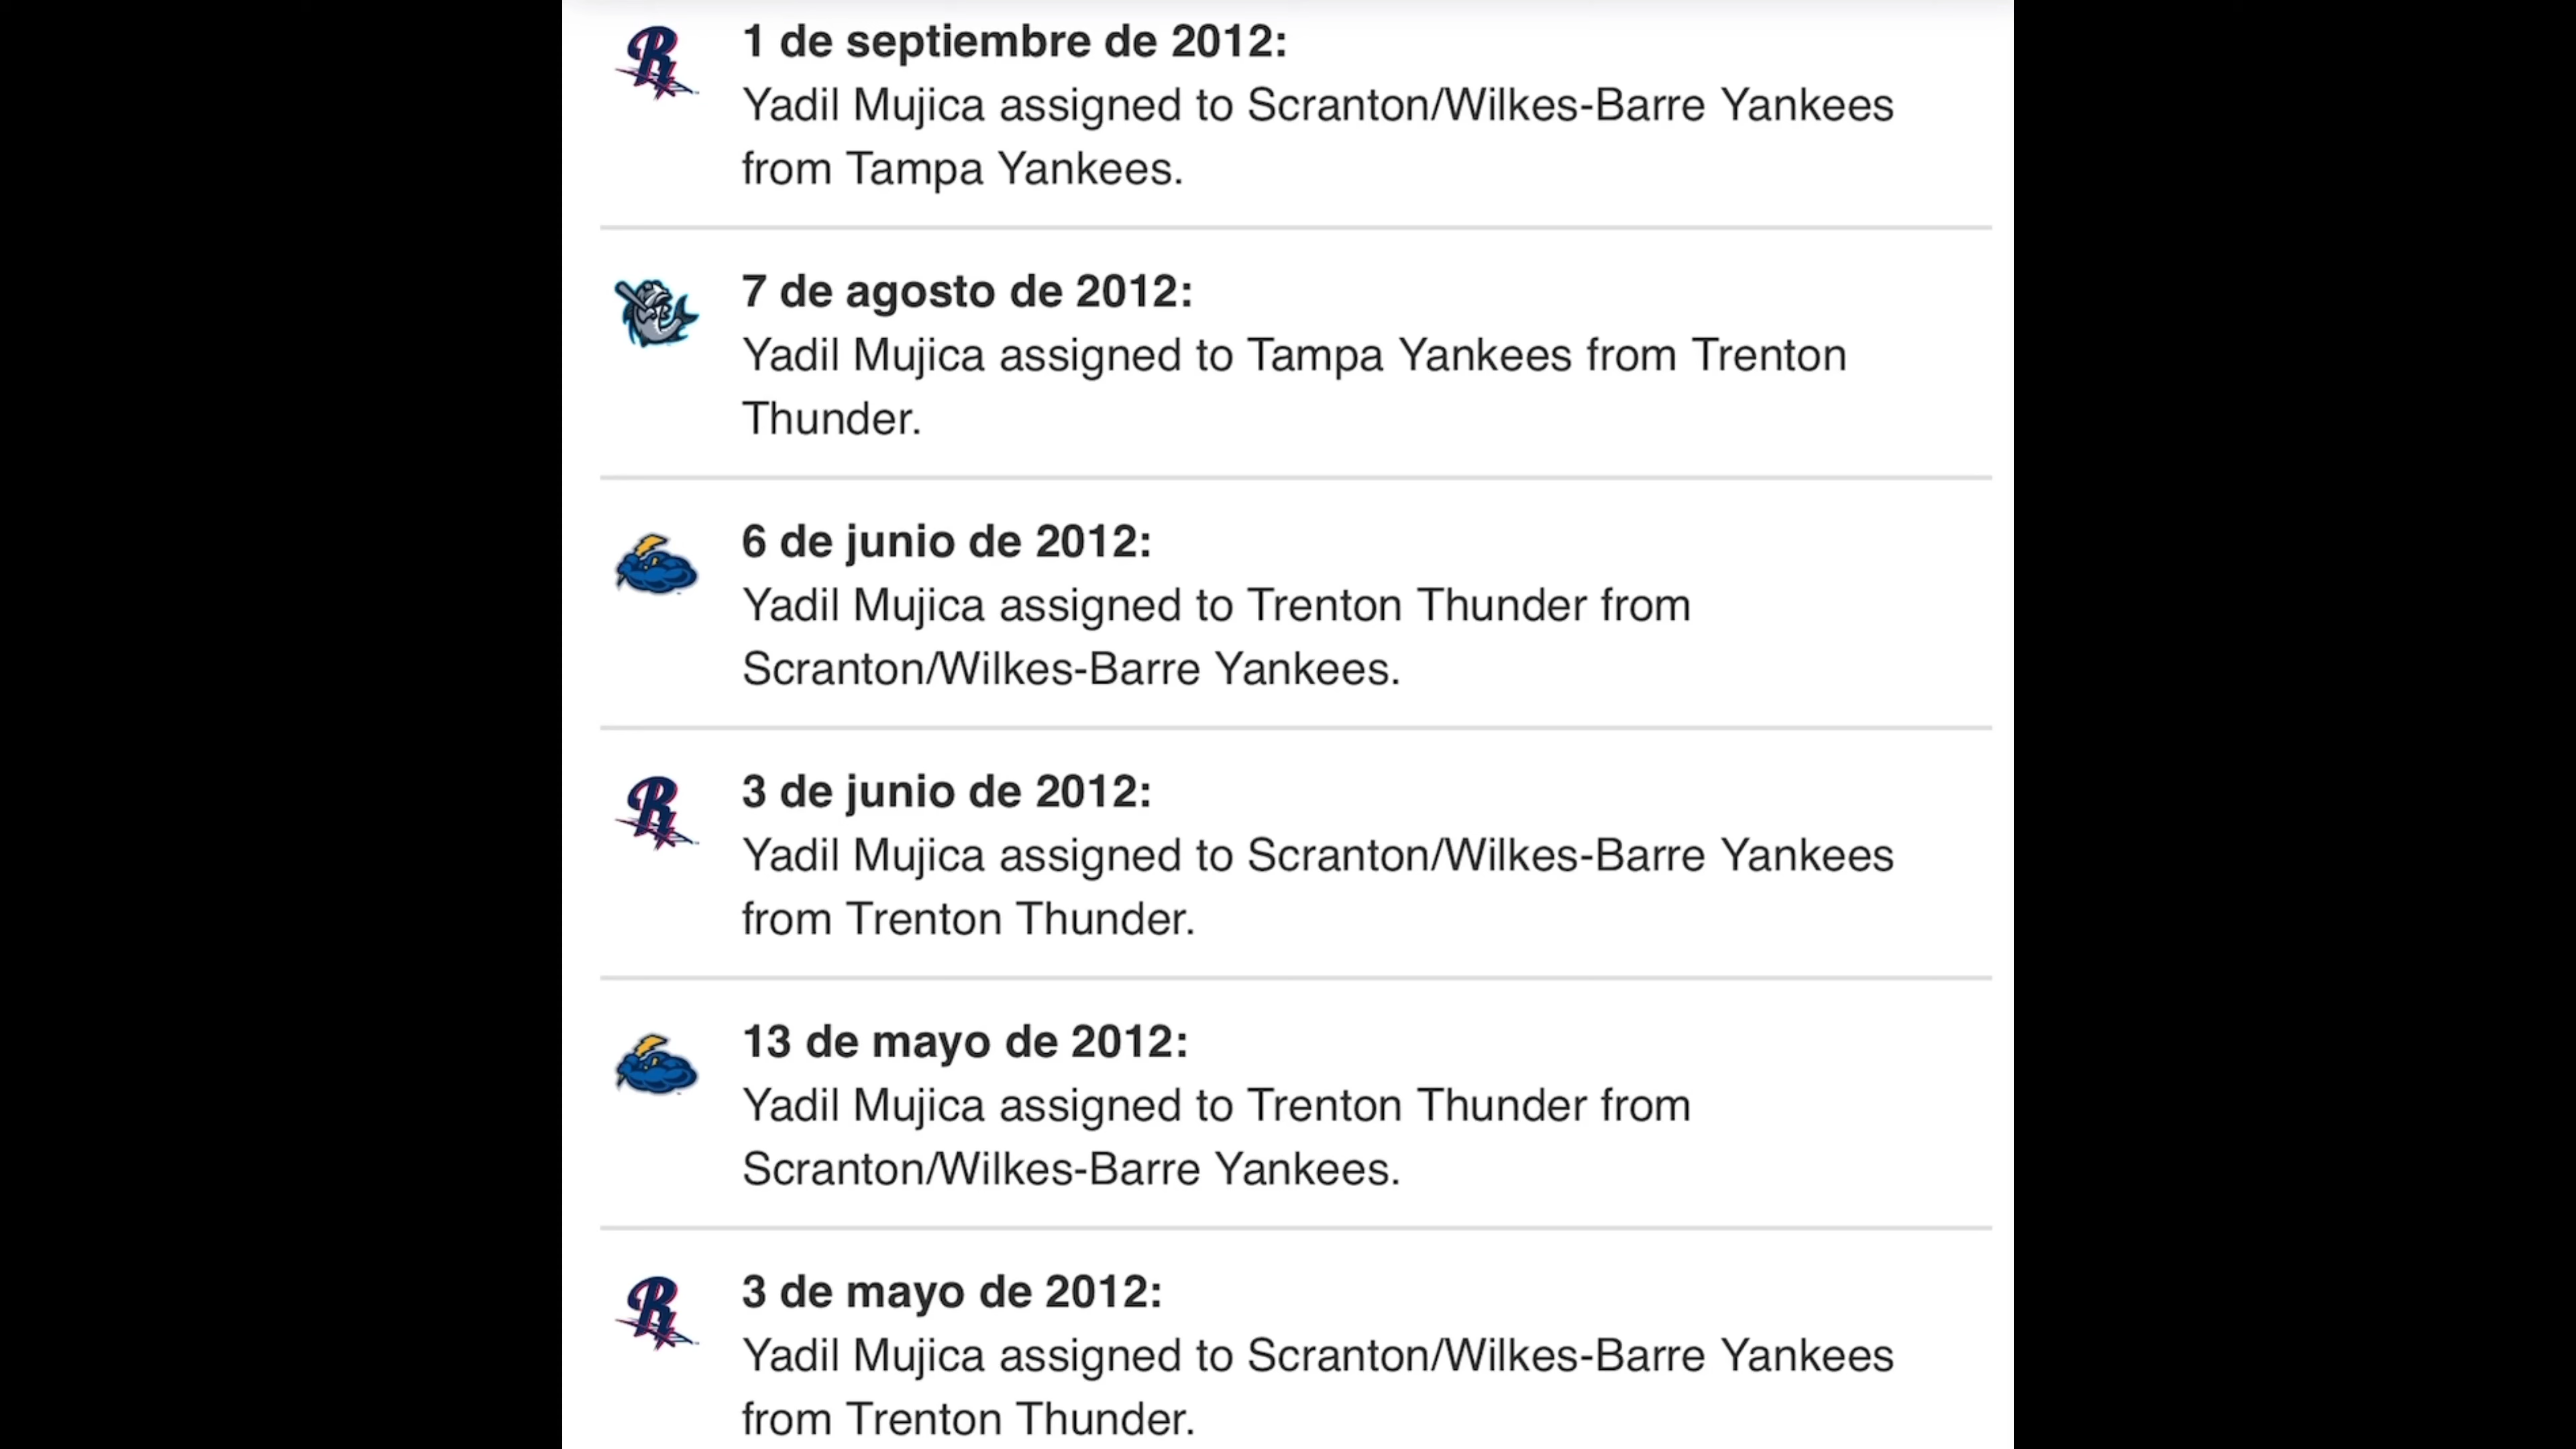 1 de septiembre de 2012:
Yadil Mujica assigned to Scranton/Wilkes-Barre Yankees
from Tampa Yankees.
7 de agosto de 2012:
Yadil Mujica assigned to Tampa Yankees from Trenton
Thunder.
6 de junio de 2012:
Yadil Mujica assigned to Trenton Thunder from
Scranton/Wilkes-Barre Yankees.
3 de junio de 2012:
Yadil Mujica assigned to Scranton/Wilkes-Barre Yankees
from Trenton Thunder.
13 de mayo de 2012:
Yadil Mujica assigned to Trenton Thunder from
Scranton/Wilkes-Barre Yankees.
3 de mayo de 2012:
Yadil Mujica assigned to Scranton/Wilkes-Barre Yankees
from Trenton Thunder.